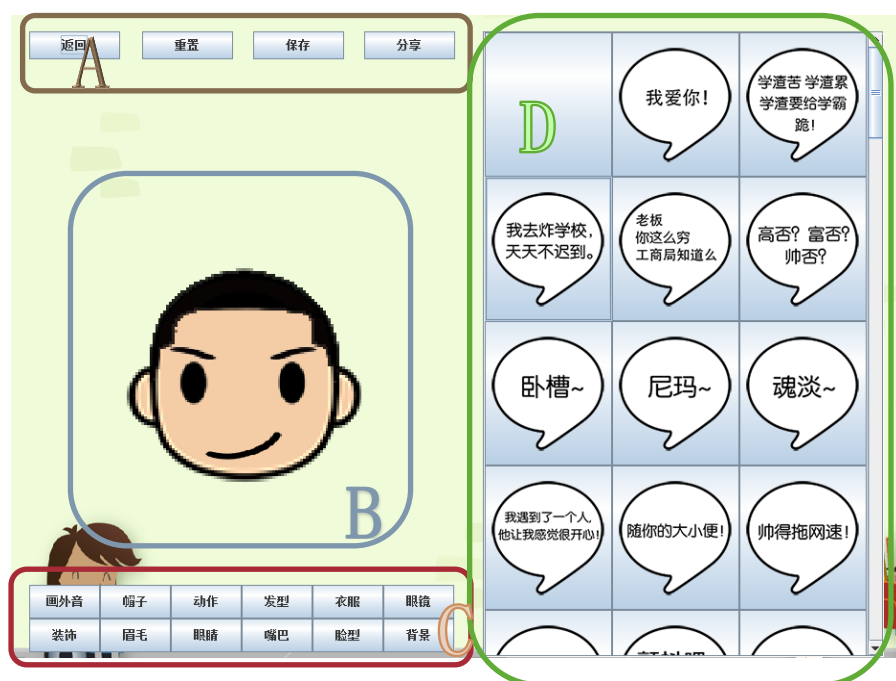 返回 重置 保存 分享
A
D
我爱你!
学渣苦 学渣累
学渣要给学霸
跪!
我去炸学校,
天天不迟到。
老板
你这么穷
工商局知道么
高否? 富否?
帅否?
卧槽~
尼玛~
魂淡~
B
我遇到了一个人,
他让我感觉很开心!
随你的大小便!
帅得拖网速!
画外音 帽子 动作 发型 衣服 眼镜
装饰 眉毛 眼睛 嘴巴 脸型 背景
C